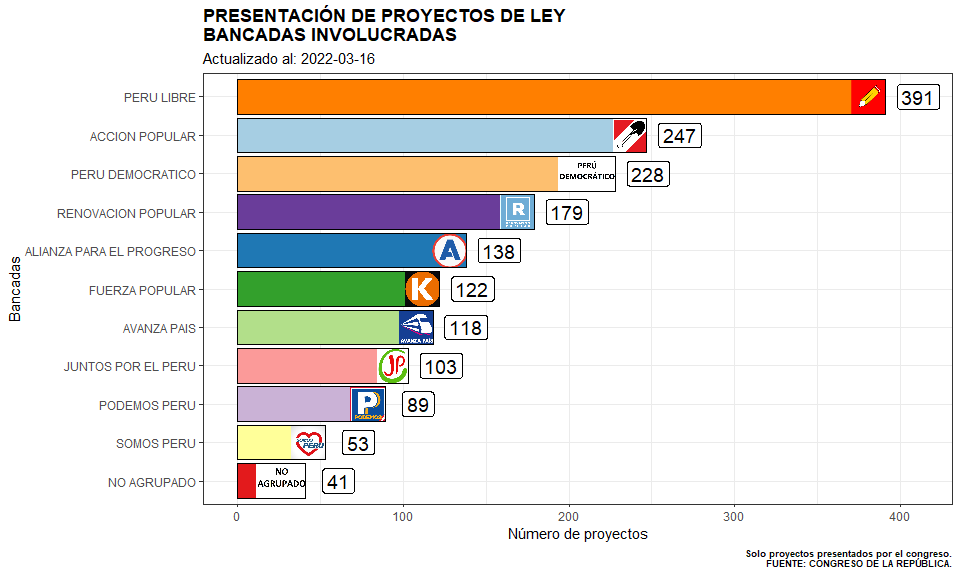 PRESENTACIÓN DE PROYECTOS DE LEY
BANCADAS INVOLUCRADAS
Actualizado al: 2022-03-16
Bancadas
PERU LIBRE
391
ACCION POPULAR
247
PERU DEMOCRATICO
PERÚ
DEMOCRÁTICO
228
RENOVACION POPULAR
R
179
ALIANZA PARA EL PROGRESO
A
138
FUERZA POPULAR
K
122
AVANZA PAIS
AVANZA PAÍS
118
JUNTOS POR EL PERU
JP
103
PODEMOS PERU
P
PODEMOS
89
SOMOS PERU
SOMOS
PERU
53
NO AGRUPADO
NO
AGRUPADO
41
0 100 200 300 400
Número de proyectos
Solo proyectos presentados por el congreso.
FUENTE: CONGRESO DE LA REPÚBLICA.